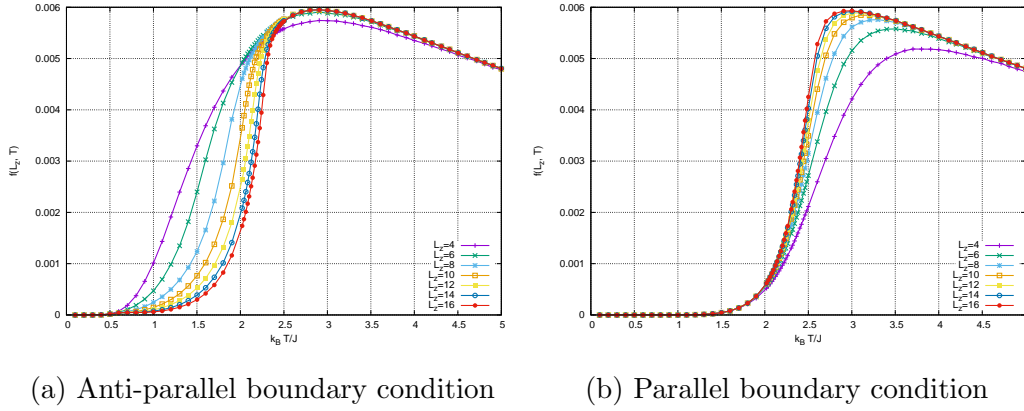 0.006
0.005
0.004
0.003
0.002
0.001
0
f(L_z, T)
L_z=4
L_z=6
L_z=8
L_z=10
L_z=12
L_z=14
L_z=16
0 0.5 1 1.5 2 2.5 3 3.5 4 4.5 5
k_B T/J
(a) Anti-parallel boundary condition
0.006
0.005
0.004
0.003
0.002
0.001
0
f(L_z, T)
L_z=4
L_z=6
L_z=8
L_z=10
L_z=12
L_z=14
L_z=16
0 0.5 1 1.5 2 2.5 3 3.5 4 4.5
k_B T/J
(b) Parallel boundary condition